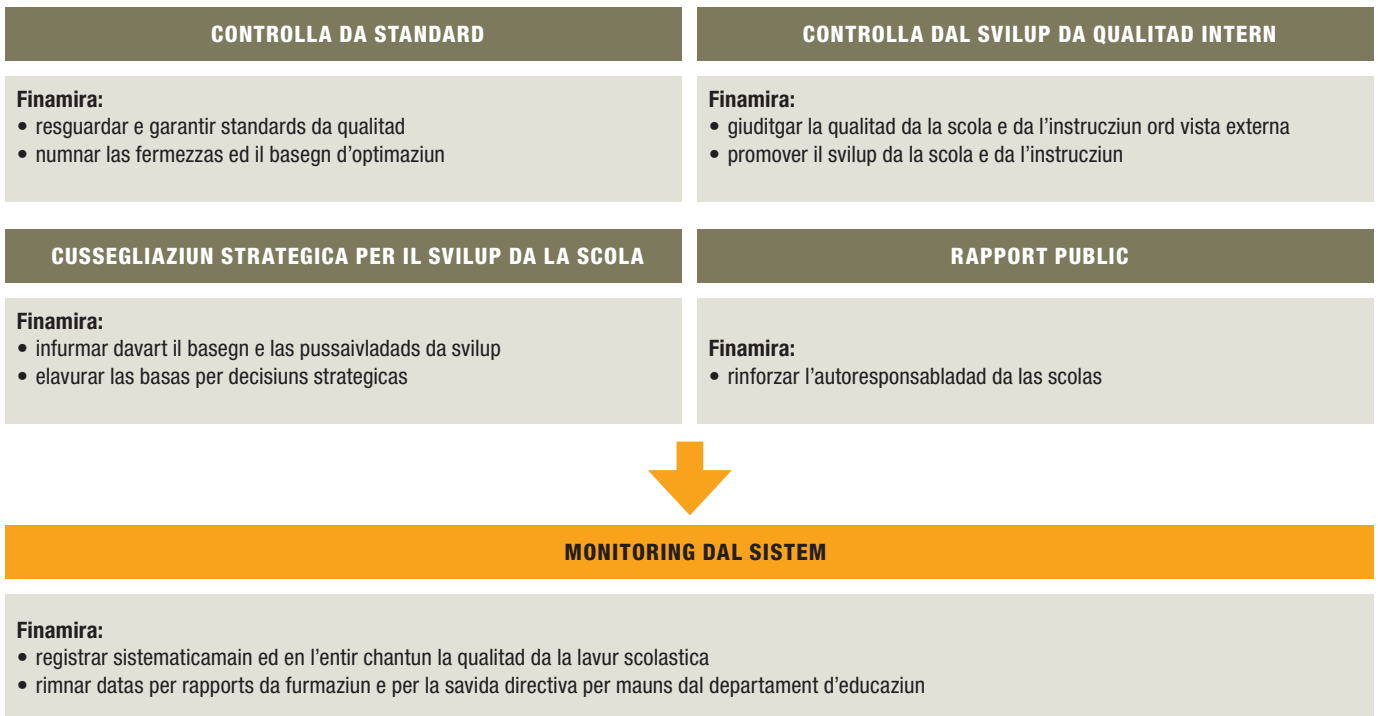 CONTROLLA DA STANDARD
Finamira:
• resguardar e garantir standards da qualitad
• numnar las fermezzas ed il basegn d’optimaziun
CONTROLLA DAL SVILUP DA QUALITAD INTERN
Finamira:
• giuditgar la qualitad da la scola e da l’instrucziun ord vista externa
• promover il svilup da la scola e da l’instrucziun
CUSSEGLIAZIUN STRATEGICA PER IL SVILUP DA LA SCOLA
Finamira:
• infurmar davart il basegn e las pussaivladads da svilup
• elavurar las basas per decisiuns strategicas
RAPPORT PUBLIC
Finamira:
• rinforzar l’autoresponsabladad da las scolas
MONITORING DAL SISTEM
Finamira:
• registrar sistematicamain ed en l’entir chantun la qualitad da la lavur scolastica
• rimnar datas per rapports da furmaziun e per la savida directiva per mauns dal departament d’educaziun